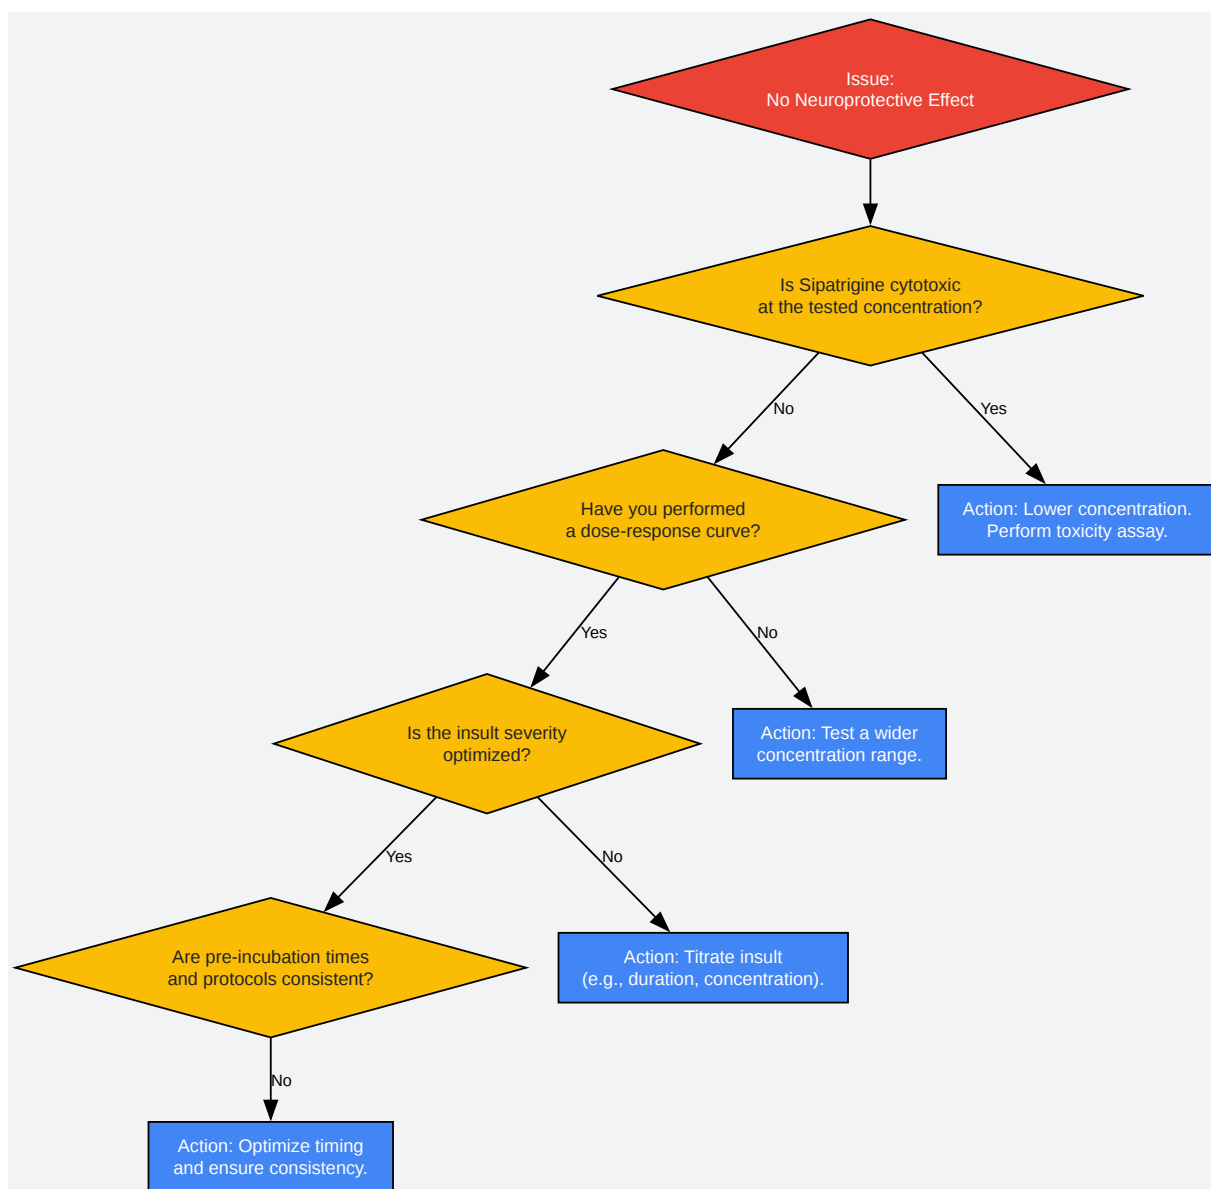 Issue:
No Neuroprotective Effect
Is Sipatrigine cytotoxic
at the tested concentration?
No
Yes
Have you performed
a dose-response curve?
Action: Lower concentration.
Perform toxicity assay.
Yes
No
Is the insult severity
optimized?
Action: Test a wider
concentration range.
Yes
No
Are pre-incubation times
and protocols consistent?
Action: Titrate insult
(e.g., duration, concentration).
No
Action: Optimize timing
and ensure consistency.